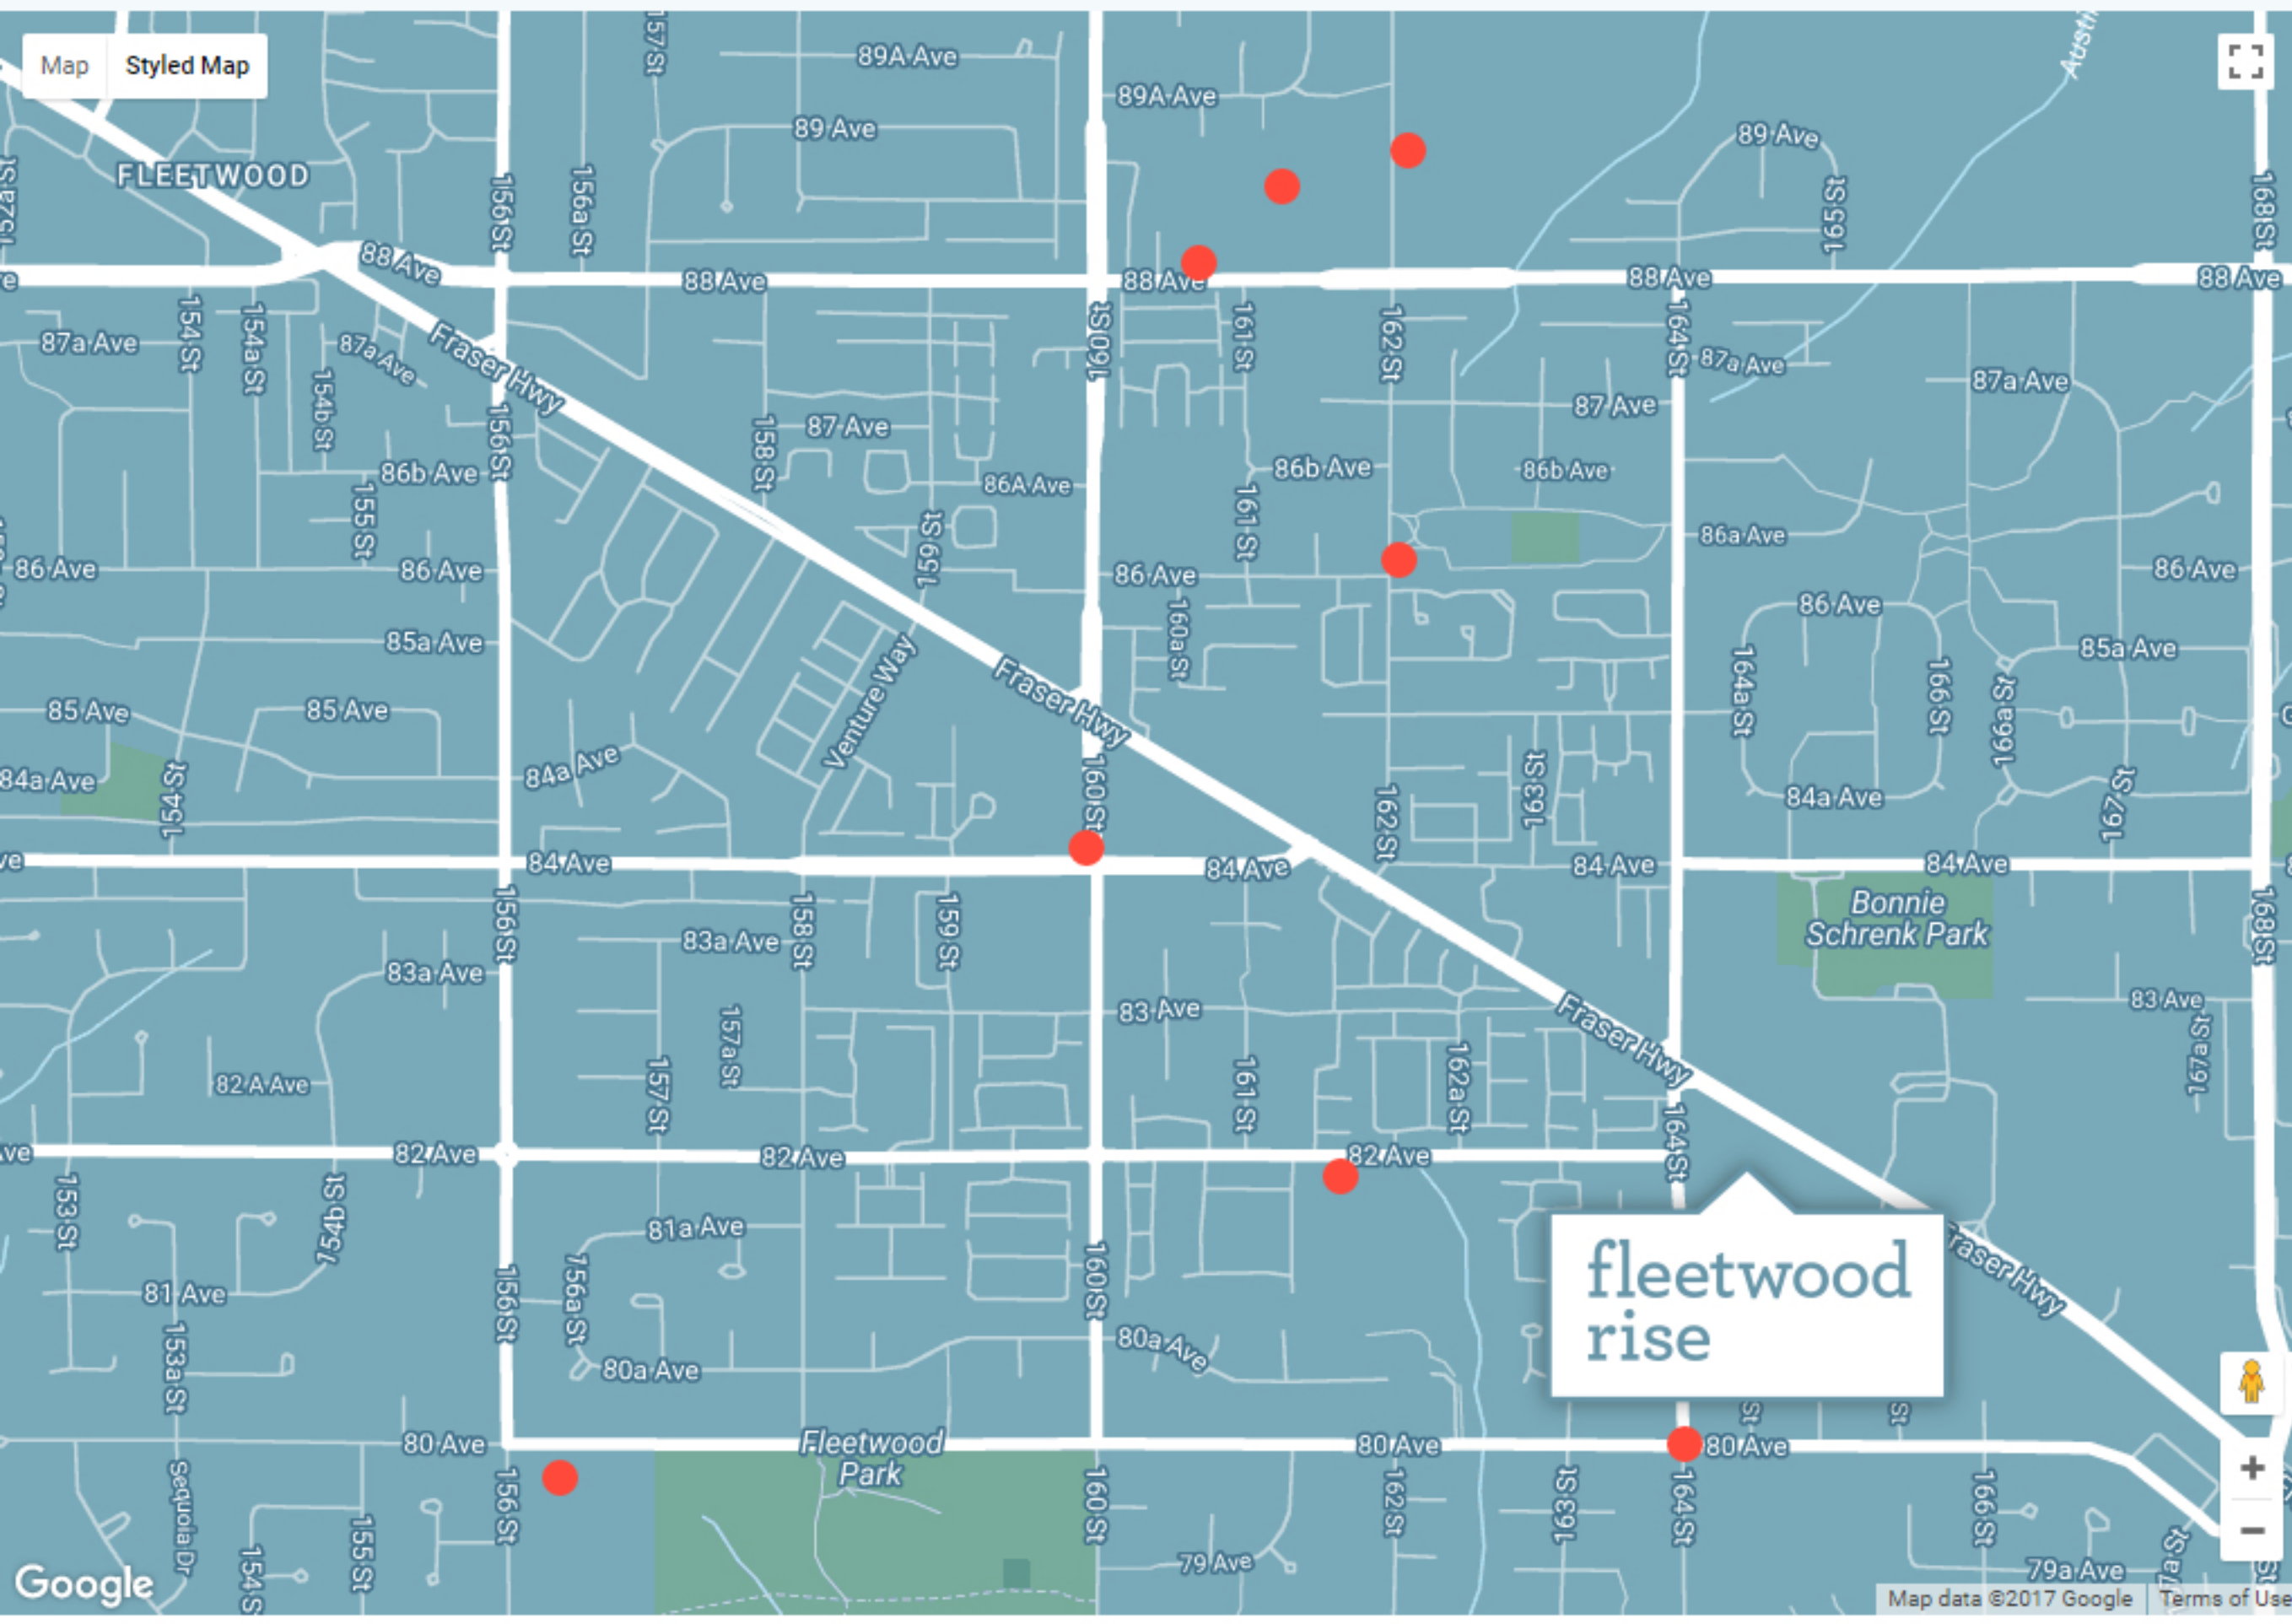 Map
Styled Map
FLEETWOOD
157 St
89A Ave
89A Ave
89 Ave
89 Ave
156 St
156a St
165 St
168 St
88 Ave
88 Ave
88 Ave
88 Ave
88 Ave
87a Ave
154 St
154a St
87a Ave
Fraser Hwy
160 St
161 St
162 St
164 St
87a Ave
87a Ave
154b St
156 St
158 St
87 Ave
87 Ave
86b Ave
86A Ave
86b Ave
86b Ave
155 St
159 St
161 St
86a Ave
86 Ave
86 Ave
86 Ave
86 Ave
86 Ave
160a St
85a Ave
85a Ave
Venture Way
Fraser Hwy
164a St
166 St
166a St
85 Ave
85 Ave
84a Ave
154 St
84a Ave
160 St
162 St
163 St
84a Ave
167 St
84 Ave
84 Ave
84 Ave
84 Ave
156 St
158 St
159 St
Bonnie
Schrenk Park
168 St
83a Ave
83a Ave
83 Ave
83 Ave
Fraser Hwy
82 A Ave
157 St
157a St
161 St
162a St
164 St
167a St
82 Ave
82 Ave
82 Ave
153 St
154b St
81a Ave
81 Ave
156 St
156a St
160 St
fleetwood
rise
Fraser Hwy
153a St
80a Ave
80a Ave
80 Ave
80 Ave
80 Ave
St
St
Fleetwood
Park
Sequoia Dr
154 S
155 St
156 St
160 St
162 St
163 St
164 St
166 St
79 Ave
79a Ave
Google
Map data ©2017 Google
Terms of Use